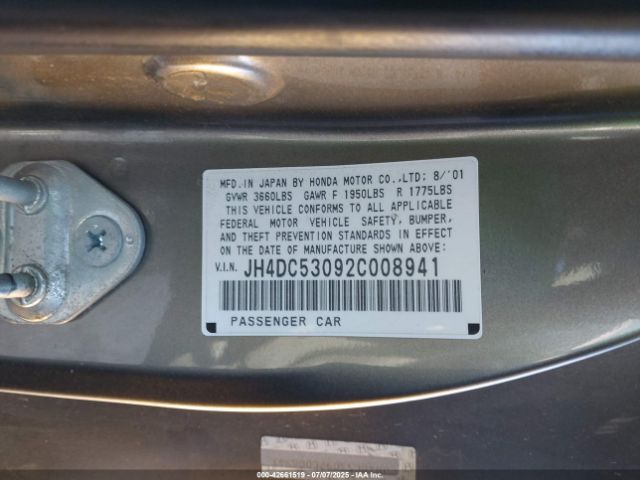 MFD. IN JAPAN BY HONDA MOTOR CO.,LTD: 8/'01
GVWR 3660LBS GAWR F 1950LBS R 1775LBS
THIS VEHICLE CONFORMS TO ALL APPLICABLE
FEDERAL MOTOR VEHICLE SAFETY, BUMPER,
AND THEFT PREVENTION STANDARDS IN EFFECT
ON THE DATE OF MANUFACTURE SHOWN ABOVE:
V.I.N. JH4DC53092C008941
PASSENGER CAR
000-42661519 07/07/2025 IAAI.COM